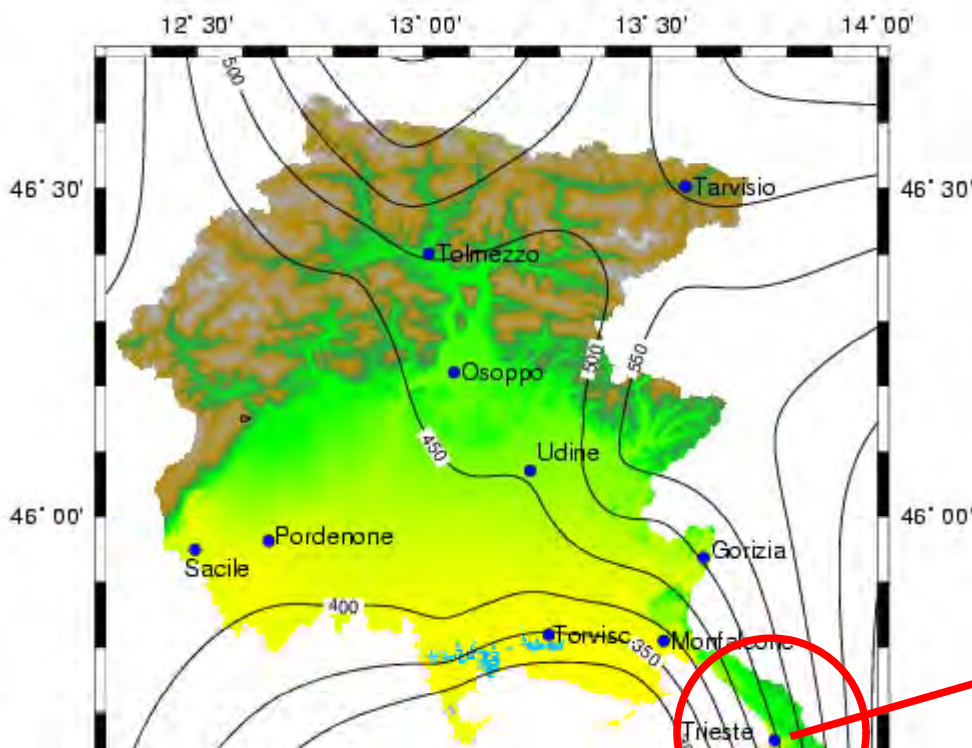 12˚ 30' 13˚ 00' 13˚ 30' 14˚ 00'
500
46˚ 30' Tarvisio 46˚ 30'
Tolmezzo
500 550
Osoppo
450 Udine
46˚ 00' 46˚ 00'
Pordenone Gorizia
Sacile
400
Torvisc Monfalcone
350
Trieste